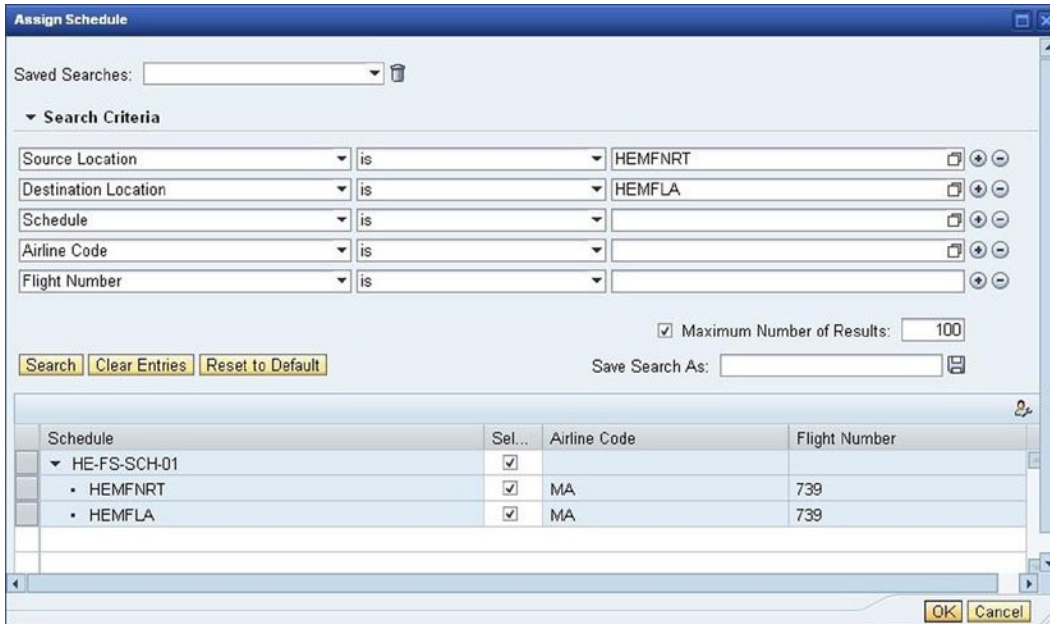 Assign Schedule
Saved Searches:
Search Criteria
Source Location is HEMFNRT
Destination Location is HEMFLA
Schedule is
Airline Code is
Flight Number is
Maximum Number of Results: 100
Search Clear Entries Reset to Default Save Search As:
Schedule Sel... Airline Code Flight Number
HE-FS-SCH-01
HEMFNRT MA 739
HEMFLA MA 739
OK Cancel